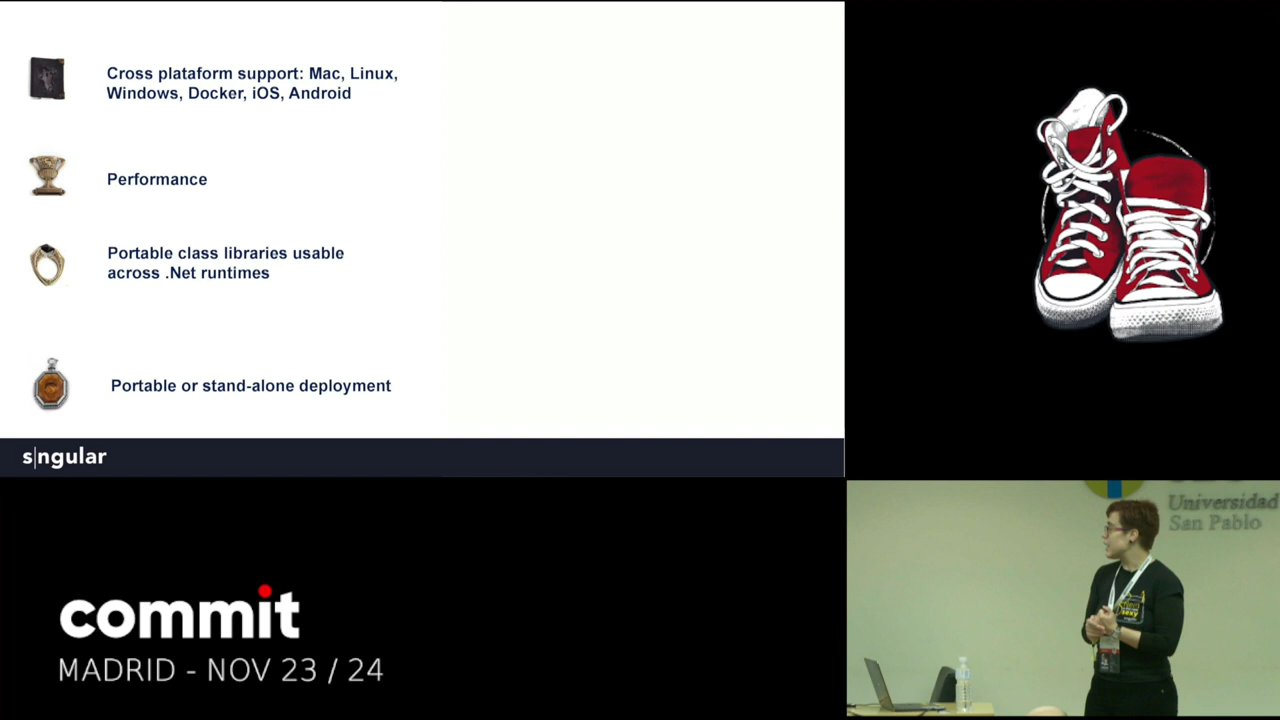 Cross plataform support: Mac, Linux,
Windows, Docker, iOS, Android
Performance
Portable class libraries usable
across .Net runtimes
Portable or stand-alone deployment
s|ngular
commit
MADRID - NOV 23 / 24
Universidad
San Pablo
sexy